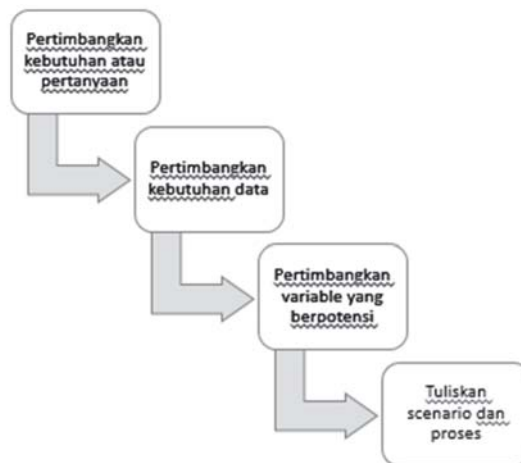 Pertimbangkan
kebutuhan atau
pertanyaan
Pertimbangkan
kebutuhan data
Pertimbangkan
variable yang
berpotensi
Tuliskan
scenario dan
proses